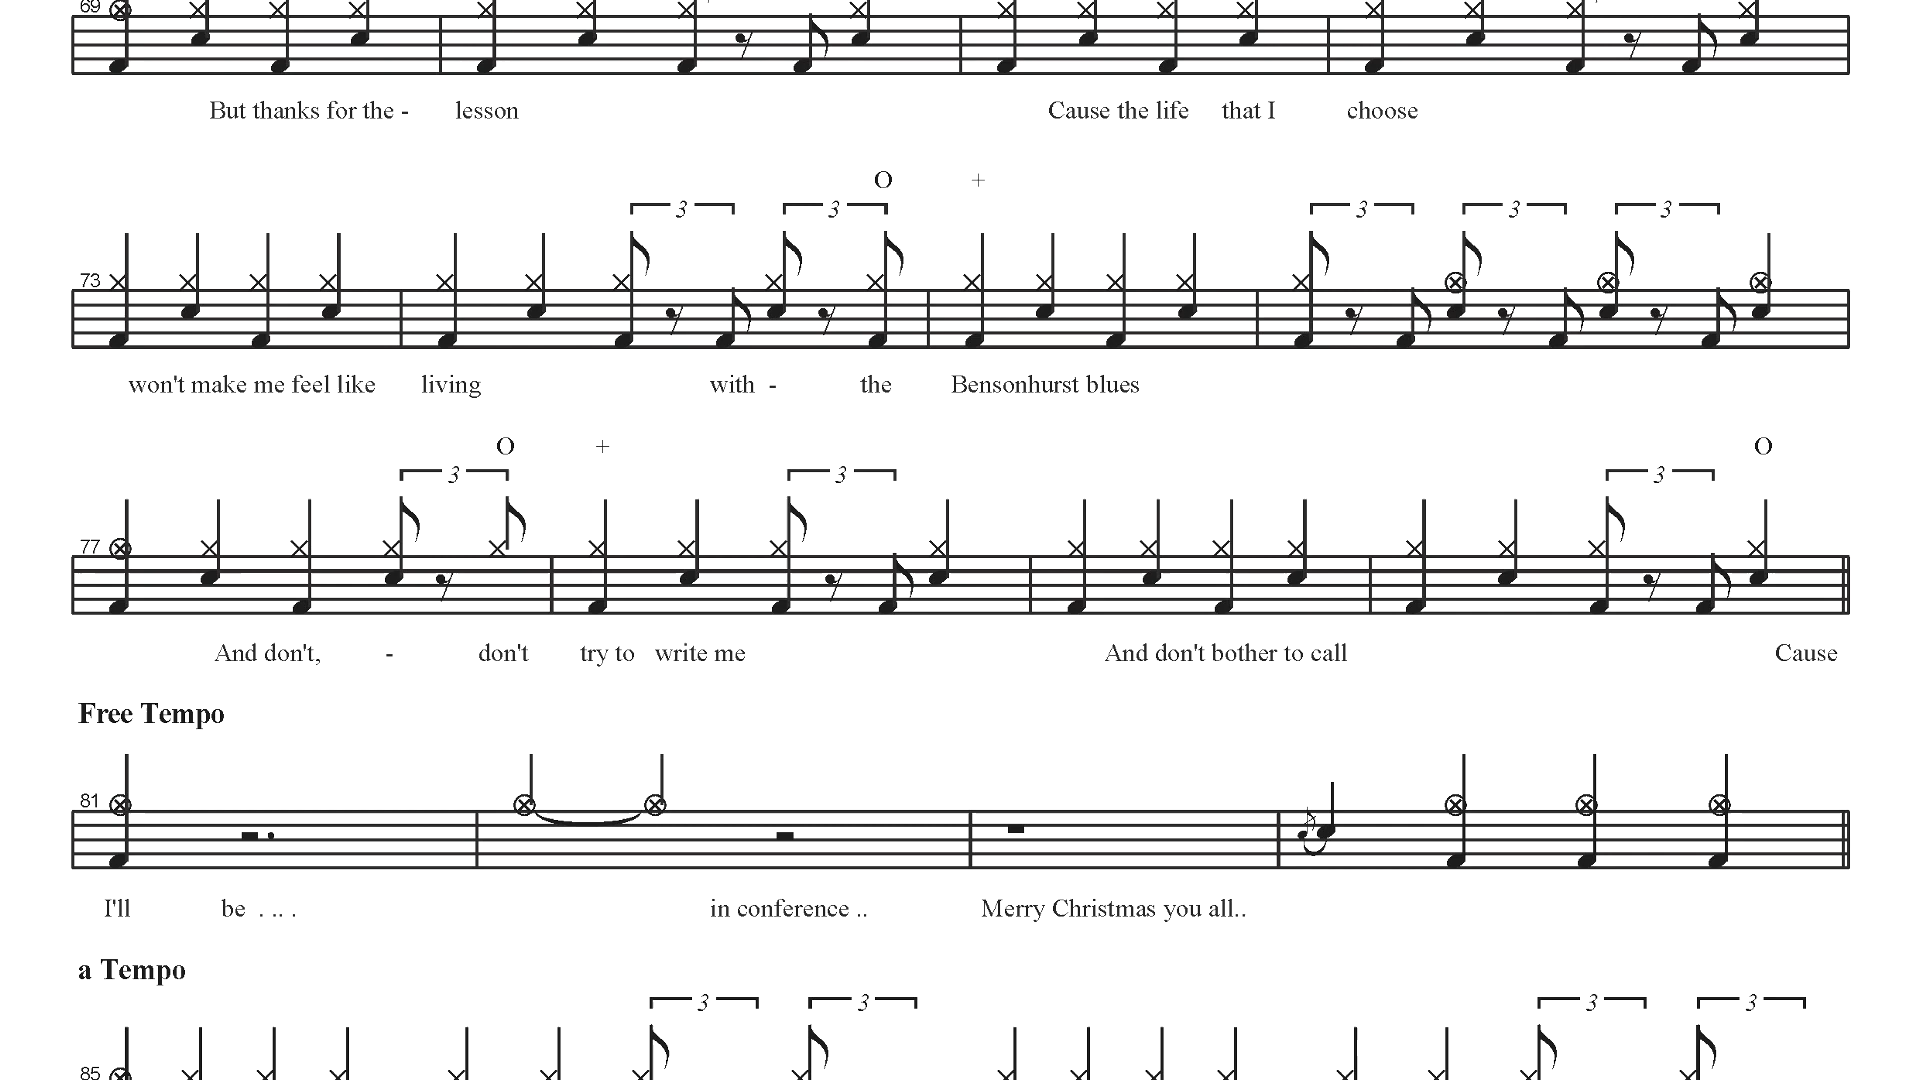 69
But thanks for the - lesson Cause the life that I choose
O +
3 3 3 3 3
73
won't make me feel like living with - the Bensonhurst blues
O + O
3 3 3
77
And don't, - don't try to write me And don't bother to call Cause
Free Tempo
81
I'll be . .. . in conference .. Merry Christmas you all..
a Tempo
3 3 3 3
85